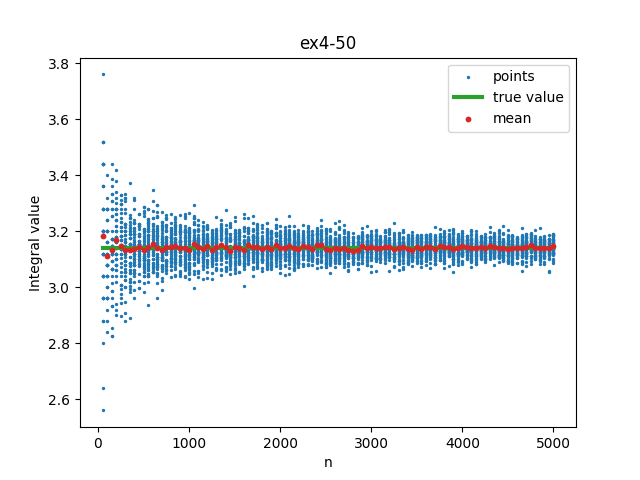 ex4-50
3.8
3.6
3.4
3.2
3.0
2.8
2.6
Integral value
points
true value
mean
0
1000
2000
3000
4000
5000
n